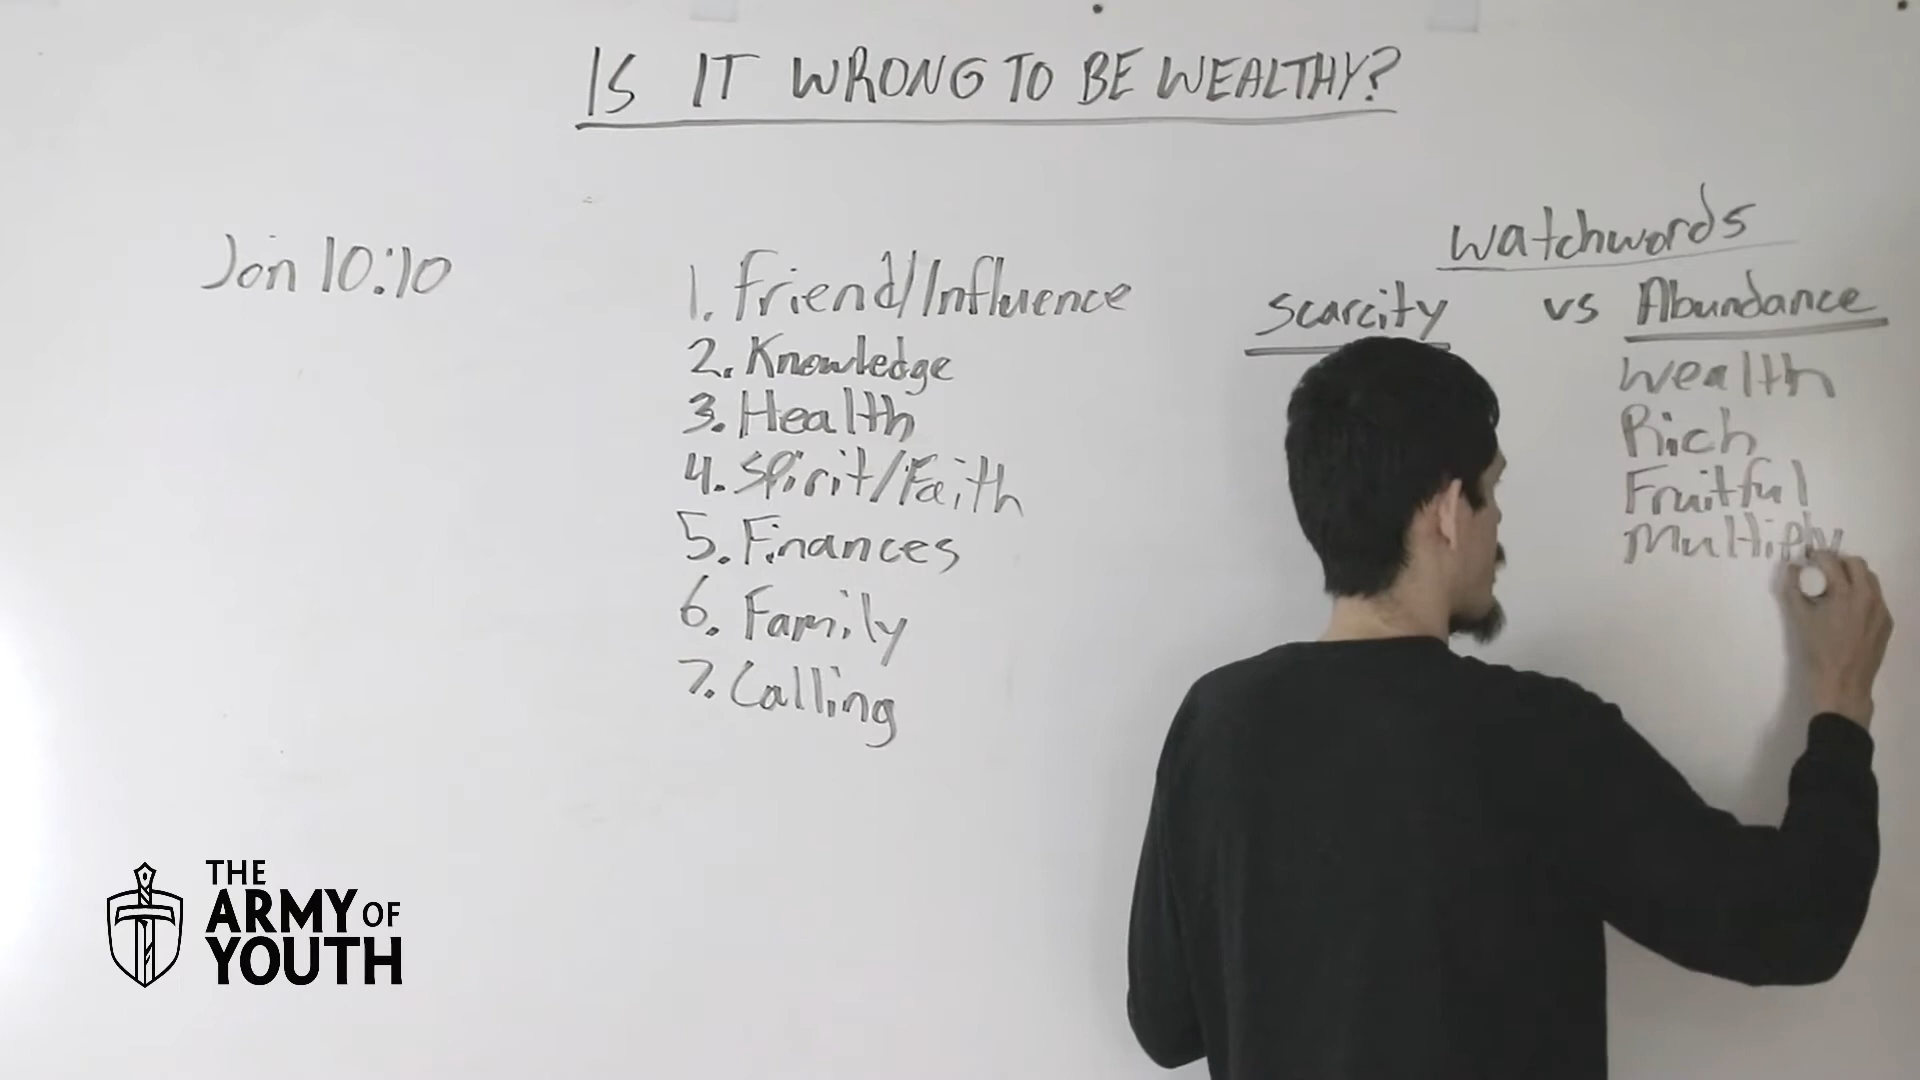 IS IT WRONG TO BE WEALTHY?
Jon 10:10
1. Friend/Influence
2. Knowledge
3. Health
4. Spirit/Faith
5. Finances
6. Family
7. Calling
Watchwords
Scarcity vs Abundance
Wealth
Rich
Fruitful
Multiply
THE
ARMY OF
YOUTH